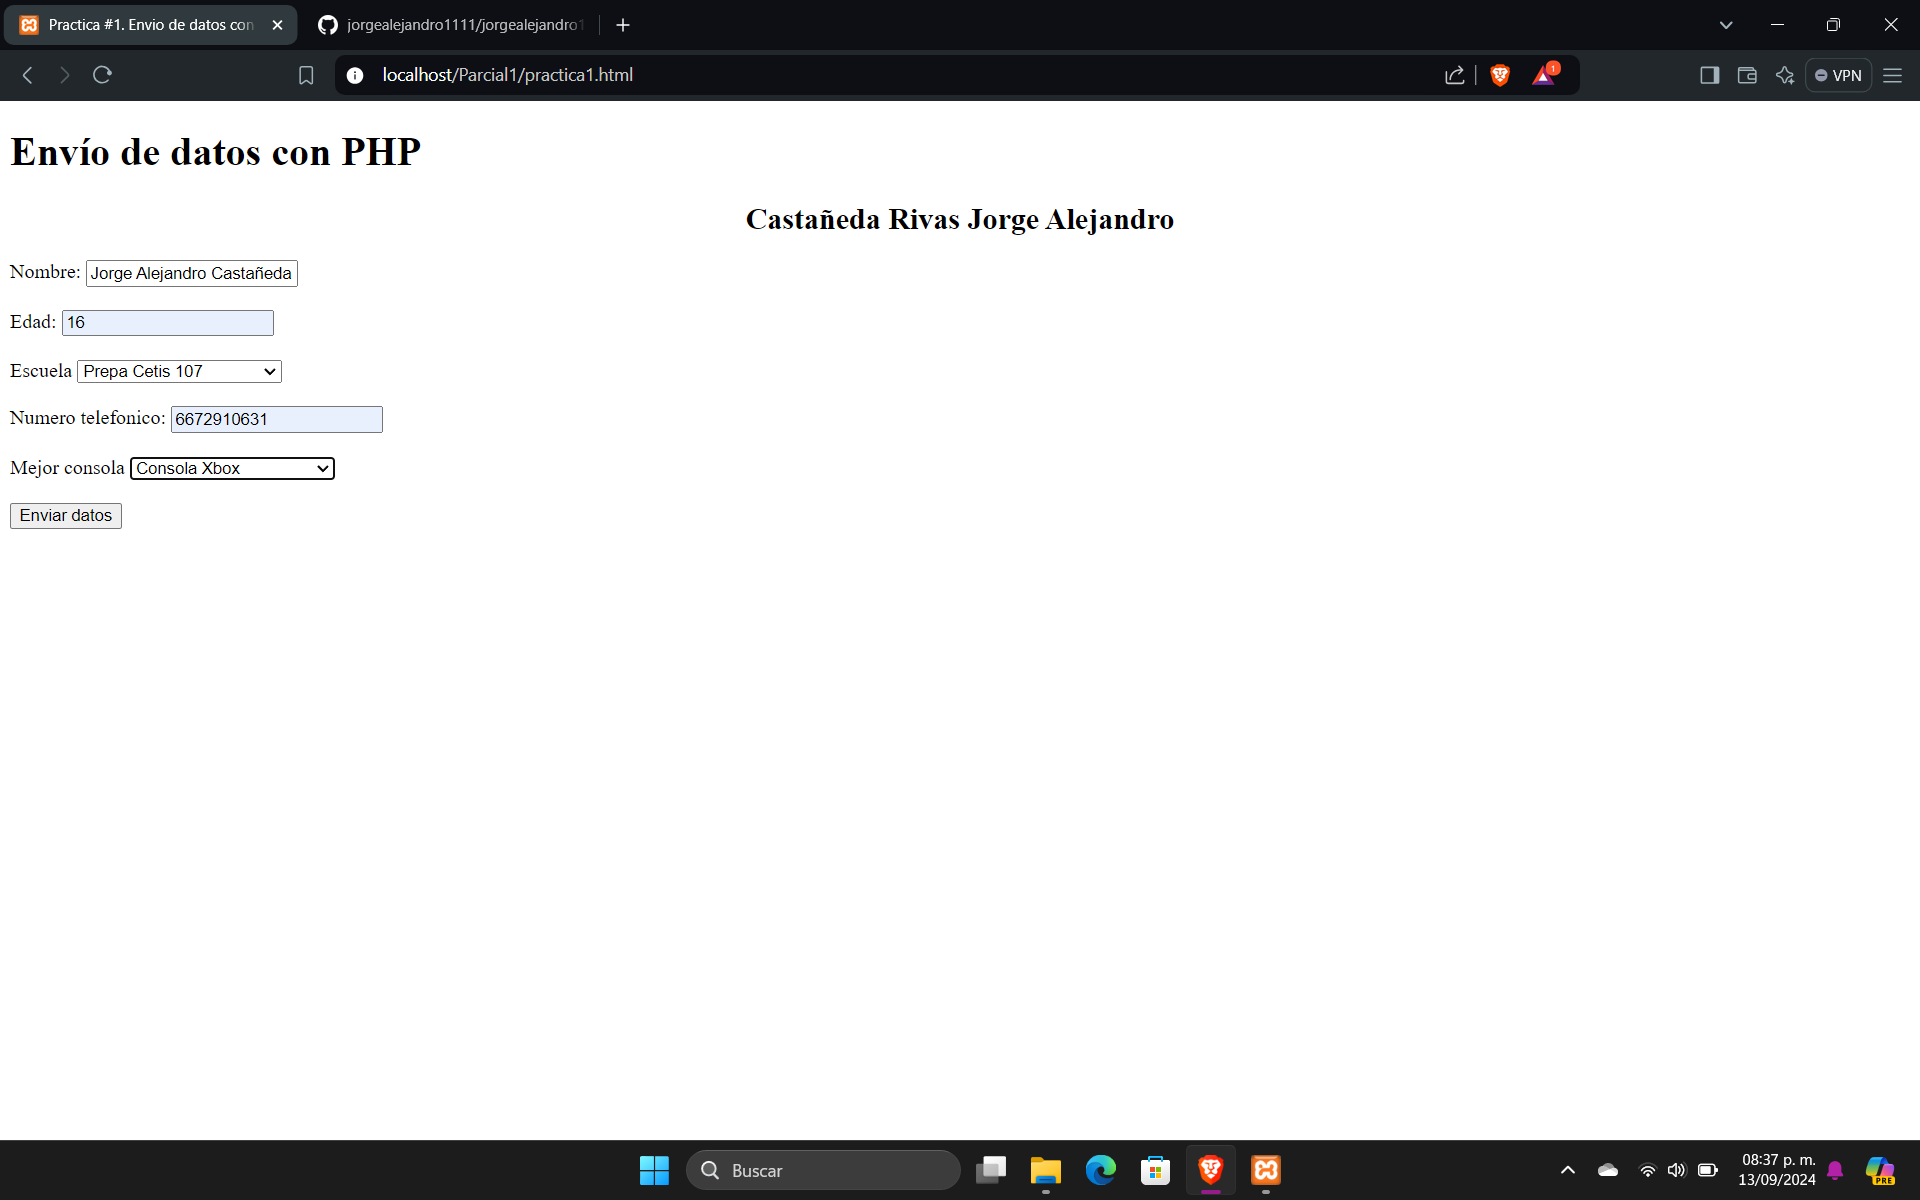 Practica #1. Envio de datos con
jorgealejandro1111/jorgealejandro1
localhost/Parcial1/practica1.html
1
VPN
Envío de datos con PHP
Castañeda Rivas Jorge Alejandro
Nombre: Jorge Alejandro Castañeda
Edad: 16
Escuela Prepa Cetis 107
Numero telefonico: 6672910631
Mejor consola Consola Xbox
Enviar datos
Buscar
08:37 p. m.
13/09/2024
PRE